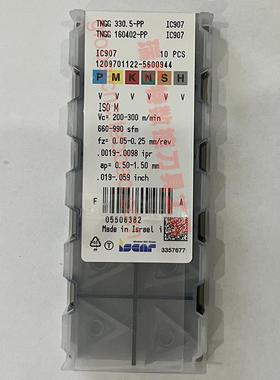 TNGG 330.5-PP IC907
TNGG 160402-PP IC907
IC907 10 PCS
1209701122-5600944
P M K N S H
V V V V V V
ISO M
Vc= 200-300 m/min
660-990 sfm
fz= 0.05-0.25 mm/rev
.0019-.0098 ipr
ap= 0.50-1.50 mm
.019-.059 inch
F A
05506382
Made in Israel
ISCAR
3357677